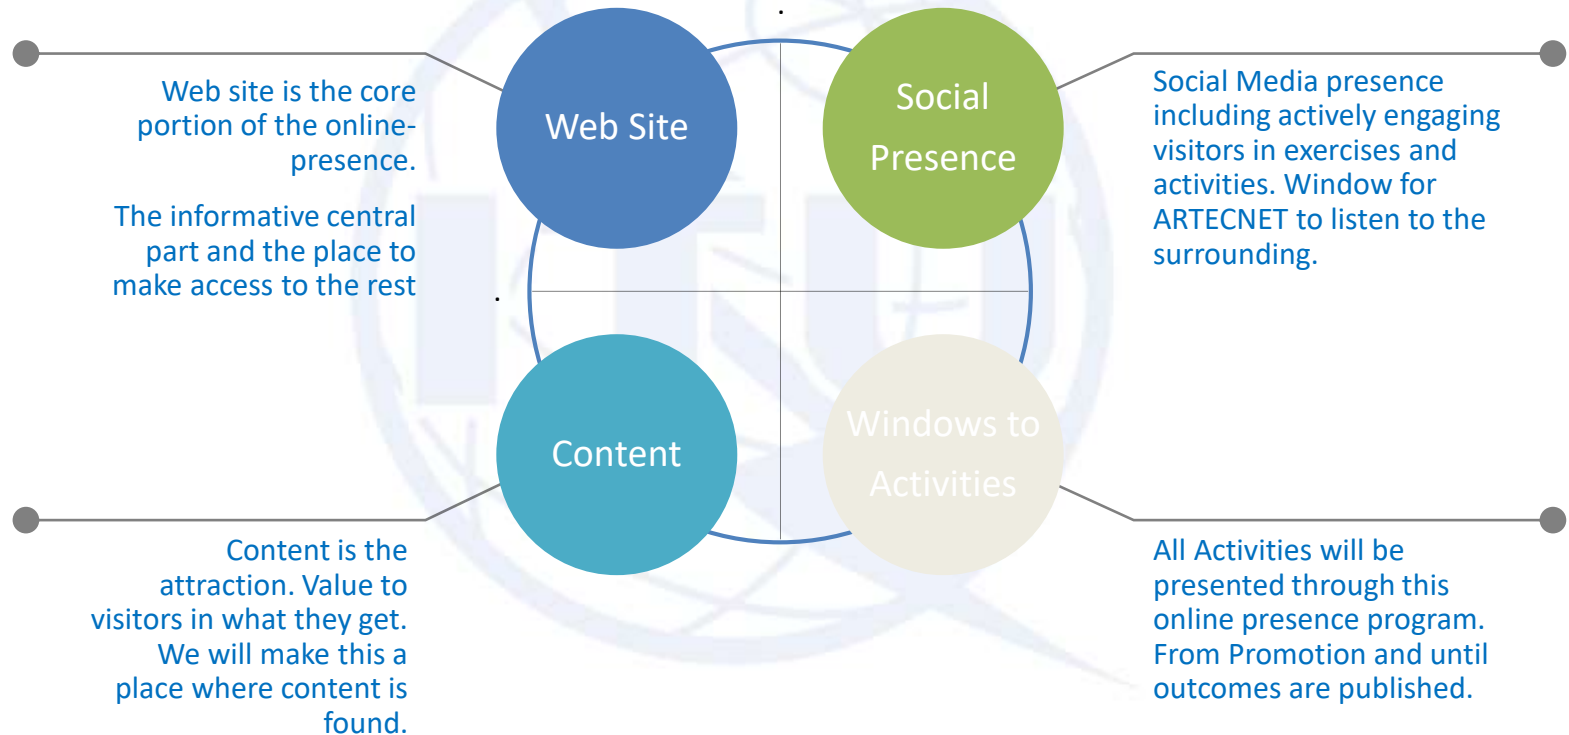 Web site is the core
portion of the online-
presence.
The informative central
part and the place to
make access to the rest
Web Site
Social
Presence
Social Media presence
including actively engaging
visitors in exercises and
activities. Window for
ARTECNET to listen to the
surrounding.
Content is the
attraction. Value to
visitors in what they get.
We will make this a
place where content is
found.
Content
Windows to
Activities
All Activities will be
presented through this
online presence program.
From Promotion and until
outcomes are published.
ITU